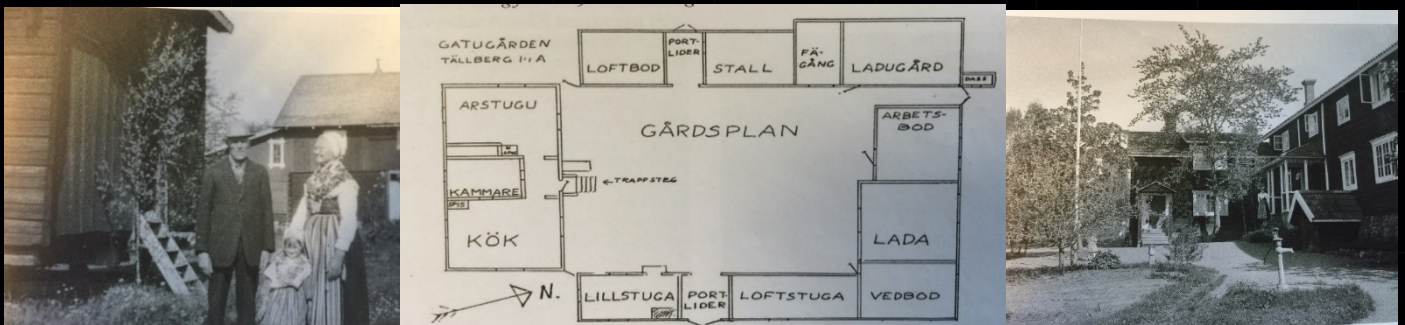 GATUGÅRDEN
TÄLLBERG 1:1 A
LOFTBOD
PORT-
LIDER
STALL
FÄ-
GÅNG
LADUGÅRD
DASS
ARSTUGU
GÅRDSPLAN
ARBETS-
BOD
KAMMARE
SPIS
← TRAPPSTEG
KÖK
LADA
N.
LILLSTUGA
PORT-
LIDER
LOFTSTUGA
VEDBOD